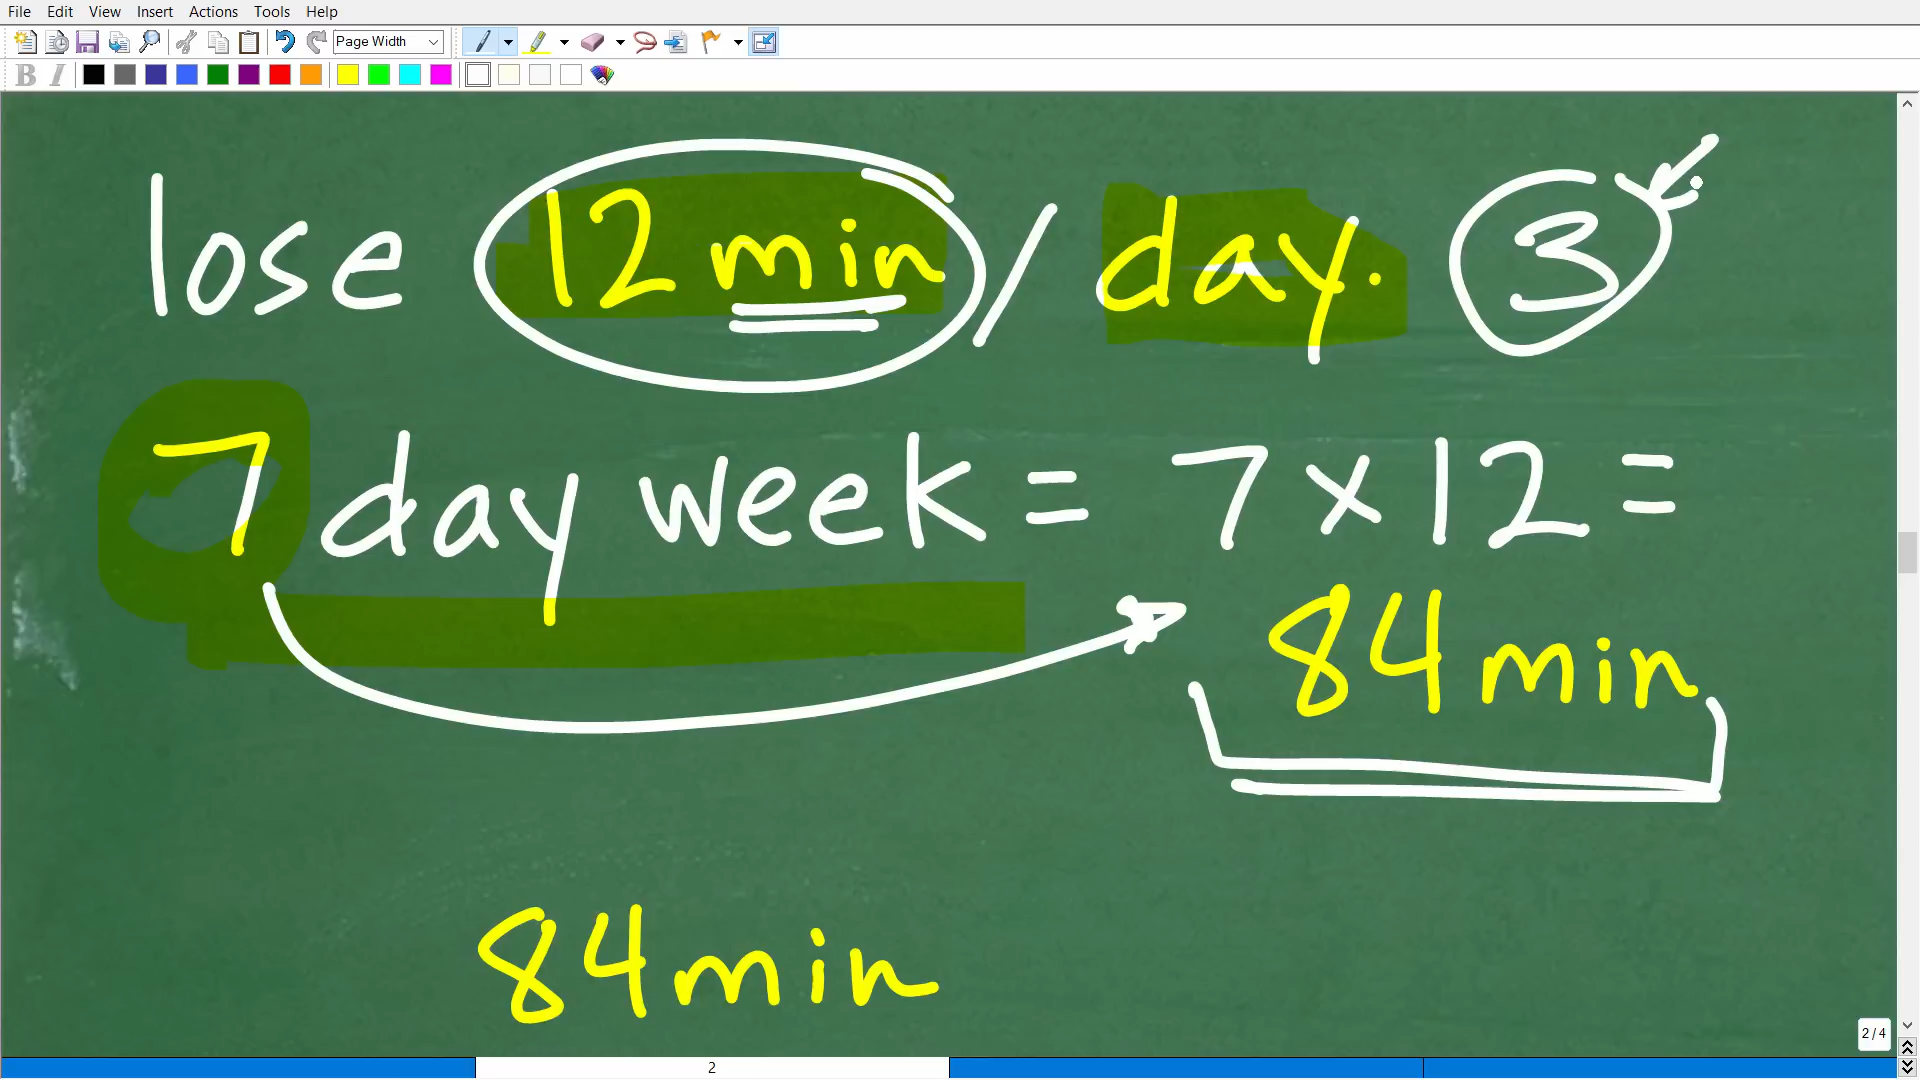 File Edit View Insert Actions Tools Help
Page Width
B I
lose 12 min / day. 3
7 day week = 7 x 12 =
84 min
84 min
2 / 4
2